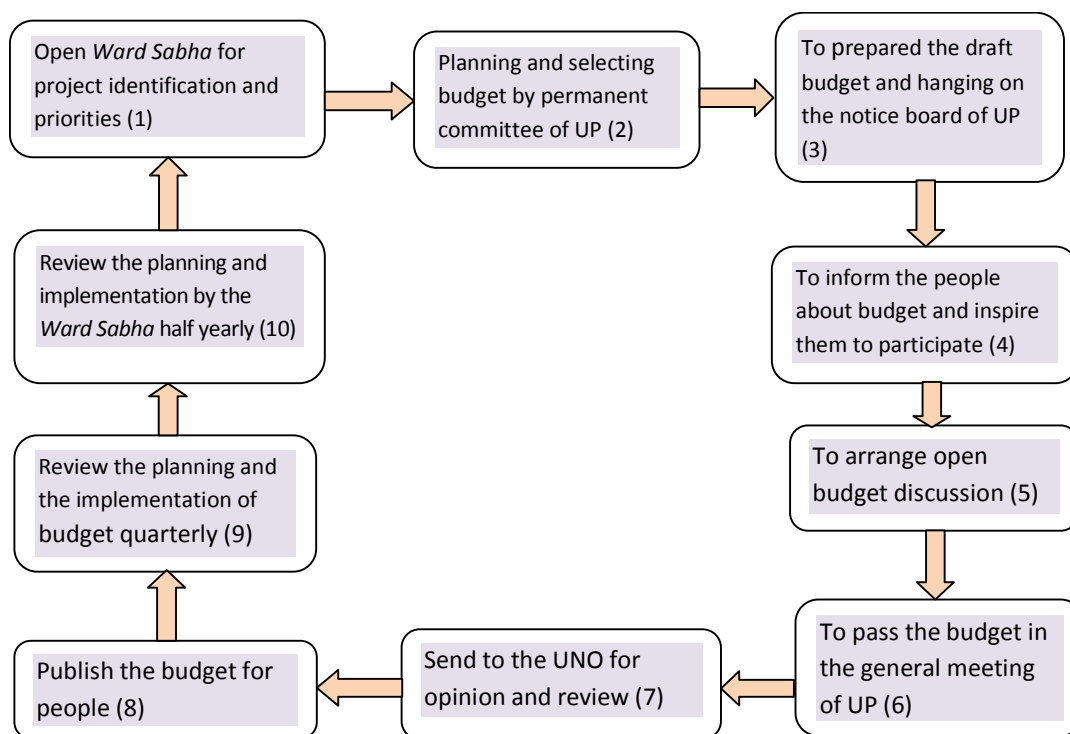 Open Ward Sabha for
project identification and
priorities (1)
Planning and selecting
budget by permanent
committee of UP (2)
To prepared the draft
budget and hanging on
the notice board of UP
(3)
To inform the people
about budget and inspire
them to participate (4)
To arrange open
budget discussion (5)
To pass the budget in
the general meeting
of UP (6)
Send to the UNO for
opinion and review (7)
Publish the budget for
people (8)
Review the planning and
the implementation of
budget quarterly (9)
Review the planning and
implementation by the
Ward Sabha half yearly (10)